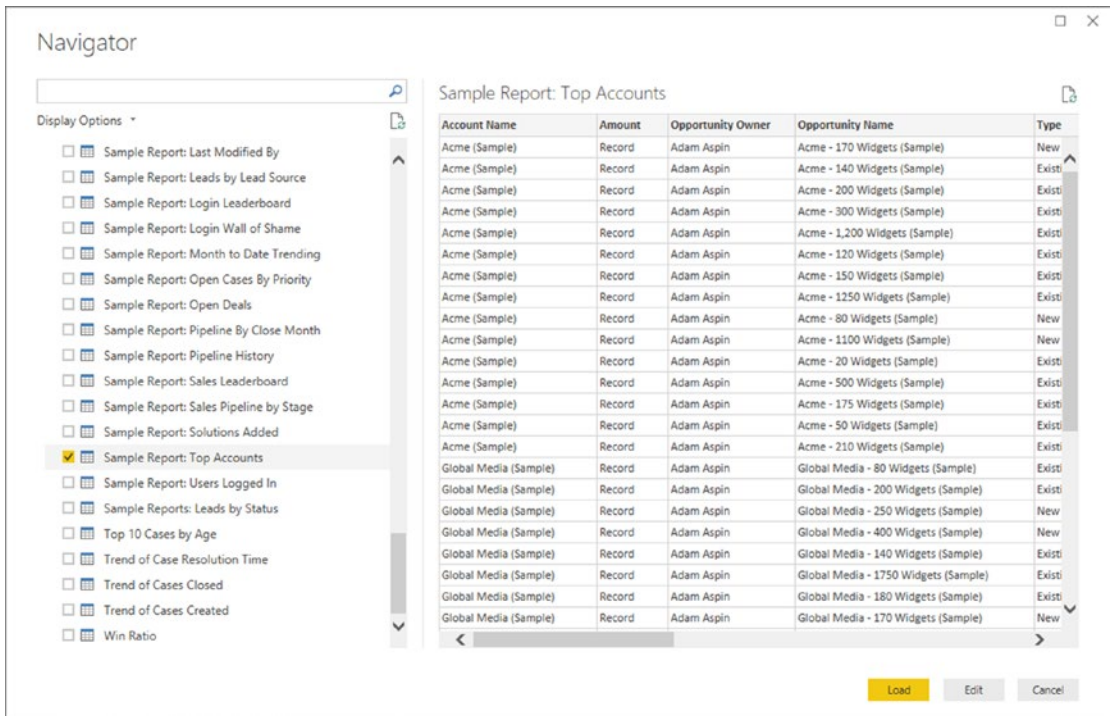 Navigator
Display Options
Sample Report: Last Modified By
Sample Report: Leads by Lead Source
Sample Report: Login Leaderboard
Sample Report: Login Wall of Shame
Sample Report: Month to Date Trending
Sample Report: Open Cases By Priority
Sample Report: Open Deals
Sample Report: Pipeline By Close Month
Sample Report: Pipeline History
Sample Report: Sales Leaderboard
Sample Report: Sales Pipeline by Stage
Sample Report: Solutions Added
Sample Report: Top Accounts
Sample Report: Users Logged In
Sample Reports: Leads by Status
Top 10 Cases by Age
Trend of Case Resolution Time
Trend of Cases Closed
Trend of Cases Created
Win Ratio
Sample Report: Top Accounts
Account Name Amount Opportunity Owner Opportunity Name Type
Acme (Sample) Record Adam Aspin Acme - 170 Widgets (Sample) New
Acme (Sample) Record Adam Aspin Acme - 140 Widgets (Sample) Existi
Acme (Sample) Record Adam Aspin Acme - 200 Widgets (Sample) Existi
Acme (Sample) Record Adam Aspin Acme - 300 Widgets (Sample) Existi
Acme (Sample) Record Adam Aspin Acme - 1,200 Widgets (Sample) Existi
Acme (Sample) Record Adam Aspin Acme - 120 Widgets (Sample) Existi
Acme (Sample) Record Adam Aspin Acme - 150 Widgets (Sample) Existi
Acme (Sample) Record Adam Aspin Acme - 1250 Widgets (Sample) Existi
Acme (Sample) Record Adam Aspin Acme - 80 Widgets (Sample) New
Acme (Sample) Record Adam Aspin Acme - 1100 Widgets (Sample) New
Acme (Sample) Record Adam Aspin Acme - 20 Widgets (Sample) Existi
Acme (Sample) Record Adam Aspin Acme - 500 Widgets (Sample) Existi
Acme (Sample) Record Adam Aspin Acme - 175 Widgets (Sample) Existi
Acme (Sample) Record Adam Aspin Acme - 50 Widgets (Sample) Existi
Acme (Sample) Record Adam Aspin Acme - 210 Widgets (Sample) Existi
Global Media (Sample) Record Adam Aspin Global Media - 80 Widgets (Sample) Existi
Global Media (Sample) Record Adam Aspin Global Media - 200 Widgets (Sample) Existi
Global Media (Sample) Record Adam Aspin Global Media - 250 Widgets (Sample) New
Global Media (Sample) Record Adam Aspin Global Media - 400 Widgets (Sample) New
Global Media (Sample) Record Adam Aspin Global Media - 140 Widgets (Sample) Existi
Global Media (Sample) Record Adam Aspin Global Media - 1750 Widgets (Sample) Existi
Global Media (Sample) Record Adam Aspin Global Media - 180 Widgets (Sample) Existi
Global Media (Sample) Record Adam Aspin Global Media - 170 Widgets (Sample) New
Load Edit Cancel